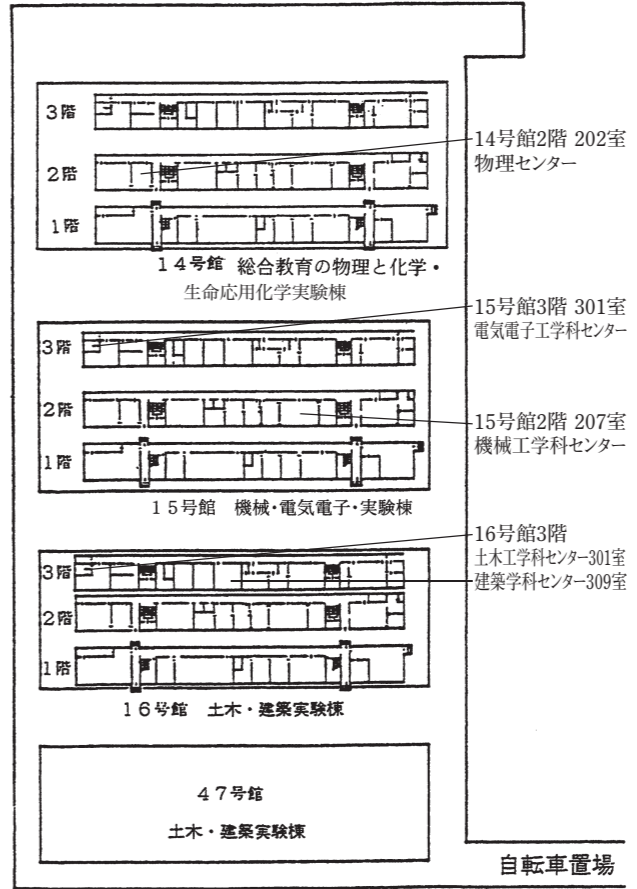 3階
14号館2階 202室
物理センター
2階
1階
14号館 総合教育の物理と化学・
生命応用化学実験棟
15号館3階 301室
電気電子工学科センター
3階
2階
15号館2階 207室
機械工学科センター
1階
15号館 機械・電気電子・実験棟
16号館3階
土木工学科センター301室
建築学科センター309室
3階
2階
1階
16号館 土木・建築実験棟
47号館
土木・建築実験棟
自転車置場